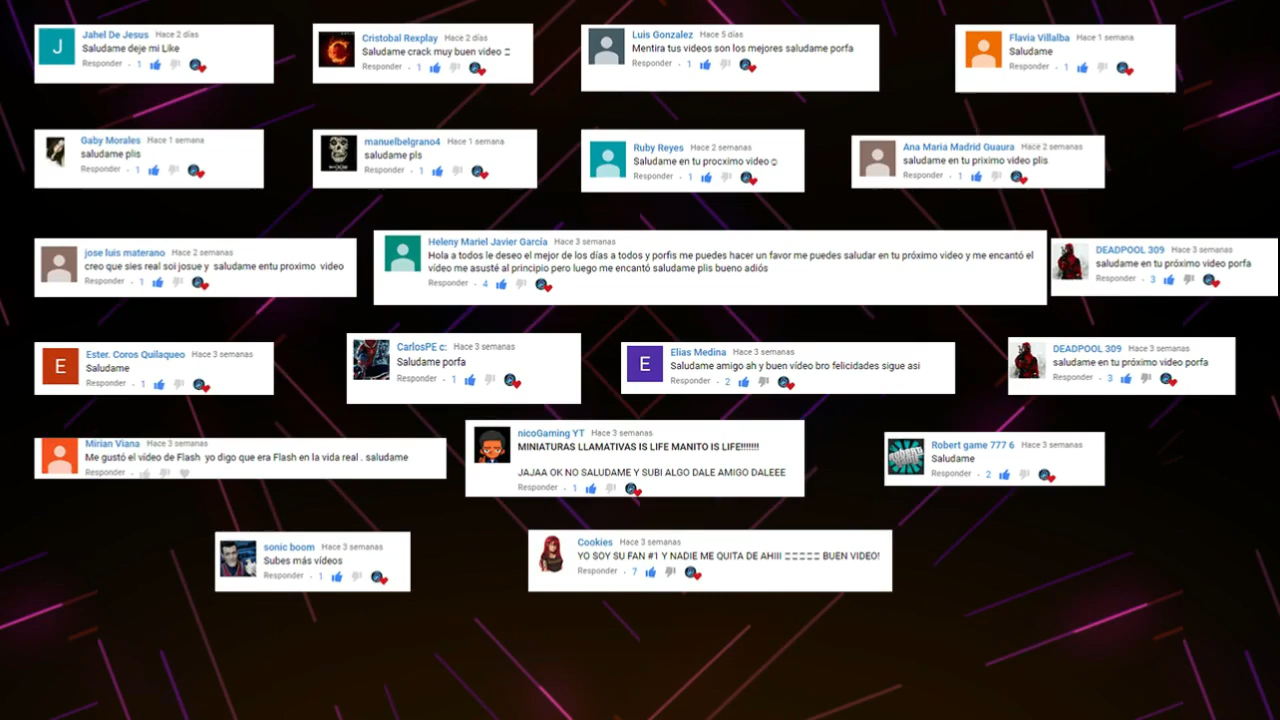 J
Jahel De Jesus Hace 2 días
Saludame deje mi Like
Responder · 1
Cristobal Rexplay Hace 2 días
Saludame crack muy buen video
Responder · 1
Luis Gonzalez Hace 5 días
Mentira tus videos son los mejores saludame porfa
Responder · 1
Flavia Villalba Hace 1 semana
Saludame
Responder · 1
Gaby Morales Hace 1 semana
saludame plis
Responder · 1
manuelbelgrano4 Hace 1 semana
saludame pls
Responder · 1
Ruby Reyes Hace 2 semanas
Saludame en tu procximo video☺
Responder · 1
Ana Maria Madrid Guaura Hace 2 semanas
saludame en tu priximo video plis
Responder · 1
jose luis materano Hace 2 semanas
creo que sies real soi josue y saludame entu proximo video
Responder · 1
Heleny Mariel Javier García Hace 3 semanas
Hola a todos le deseo el mejor de los días a todos y porfis me puedes hacer un favor me puedes saludar en tu próximo video y me encantó el
vídeo me asusté al principio pero luego me encantó saludame plis bueno adiós
Responder · 4
DEADPOOL 309 Hace 3 semanas
saludame en tu próximo video porfa
Responder · 3
E
Ester. Coros Quilaqueo Hace 3 semanas
Saludame
Responder · 1
CarlosPE c: Hace 3 semanas
Saludame porfa
Responder · 1
E
Elias Medina Hace 3 semanas
Saludame amigo ah y buen vídeo bro felicidades sigue asi
Responder · 2
DEADPOOL 309 Hace 3 semanas
saludame en tu próximo video porfa
Responder · 3
Mirian Viana Hace 3 semanas
Me gustó el vídeo de Flash yo digo que era Flash en la vida real . saludame
Responder ·
nicoGaming YT Hace 3 semanas
MINIATURAS LLAMATIVAS IS LIFE MANITO IS LIFE!!!!!!!
JAJAA OK NO SALUDAME Y SUBI ALGO DALE AMIGO DALEEE
Responder · 1
Robert game 777 6 Hace 3 semanas
Saludame
Responder · 2
sonic boom Hace 3 semanas
Subes más vídeos
Responder · 1
Cookies Hace 3 semanas
YO SOY SU FAN #1 Y NADIE ME QUITA DE AHIII BUEN VIDEO!
Responder · 7